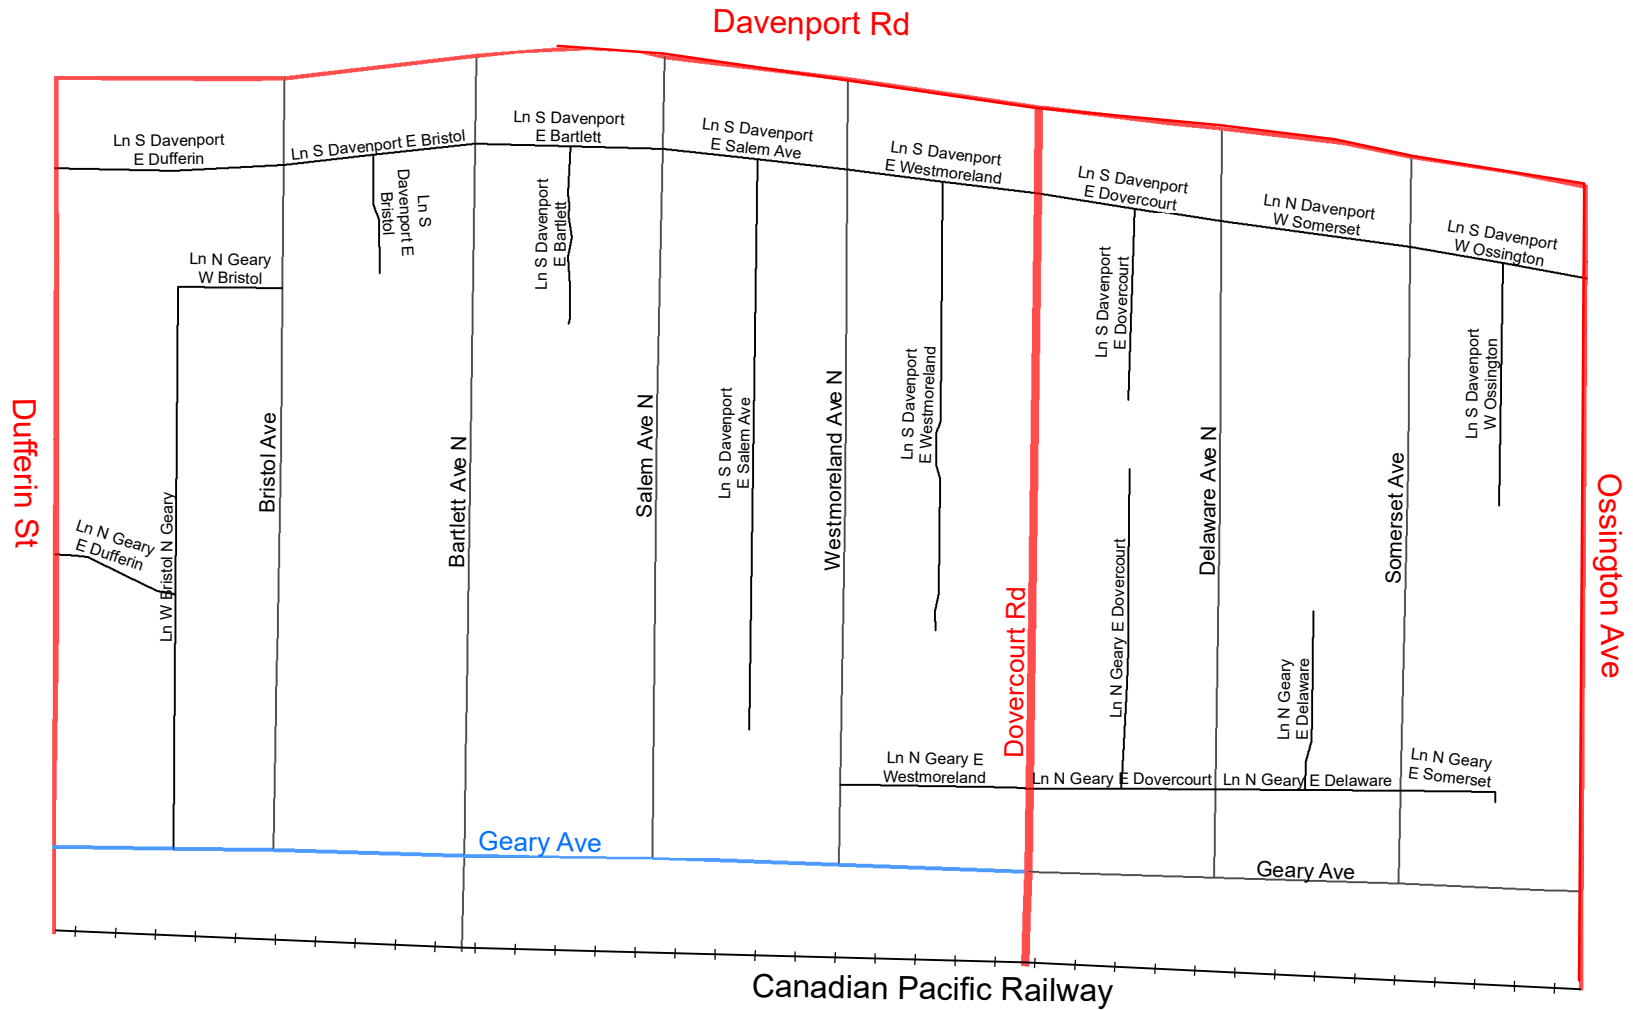 Davenport Rd
Ln S Davenport
E Dufferin
Ln S Davenport E Bristol
Ln S Davenport
E Bartlett
Ln S Davenport
E Salem Ave
Ln S Davenport
E Westmoreland
Ln S Davenport
E Dovercourt
Ln N Davenport
W Somerset
Ln S Davenport
W Ossington
Ln S
Davenport E
Bristol
Ln S Davenport
E Bartlett
Ln N Geary
W Bristol
Ln S Davenport
E Dovercourt
Ln S Davenport
W Ossington
Ln S Davenport
E Salem Ave
Ln S Davenport
E Westmoreland
Dufferin St
Ln N Geary
E Dufferin
Ln W Bristol N Geary
Bristol Ave
Bartlett Ave N
Salem Ave N
Westmoreland Ave N
Dovercourt Rd
Ln N Geary E Dovercourt
Delaware Ave N
Somerset Ave
Ossington Ave
Ln N Geary
E Delaware
Ln N Geary E
Westmoreland
Ln N Geary E Dovercourt
Ln N Geary E Delaware
Ln N Geary
E Somerset
Geary Ave
Geary Ave
Canadian Pacific Railway